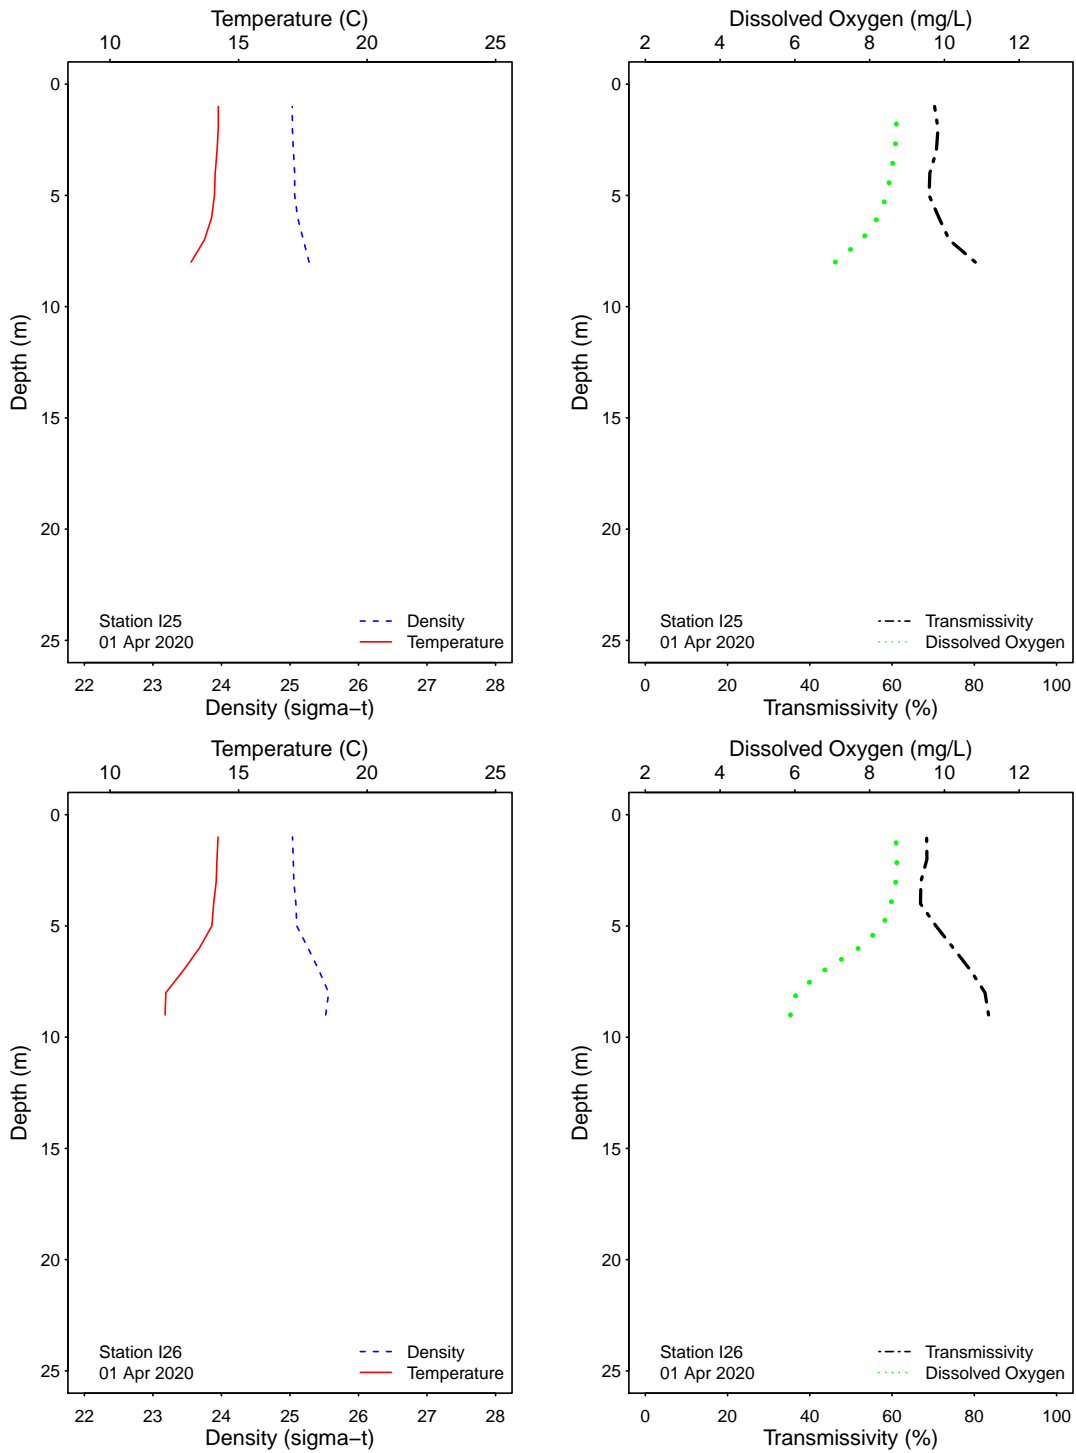 Temperature (C)
10 15 20 25
0
5
10
15
20
25
Depth (m)
Station I25
01 Apr 2020
Density
Temperature
22 23 24 25 26 27 28
Density (sigma−t)
Dissolved Oxygen (mg/L)
2 4 6 8 10 12
0
5
10
15
20
25
Depth (m)
Station I25
01 Apr 2020
Transmissivity
Dissolved Oxygen
0 20 40 60 80 100
Transmissivity (%)
Temperature (C)
10 15 20 25
0
5
10
15
20
25
Depth (m)
Station I26
01 Apr 2020
Density
Temperature
22 23 24 25 26 27 28
Density (sigma−t)
Dissolved Oxygen (mg/L)
2 4 6 8 10 12
0
5
10
15
20
25
Depth (m)
Station I26
01 Apr 2020
Transmissivity
Dissolved Oxygen
0 20 40 60 80 100
Transmissivity (%)